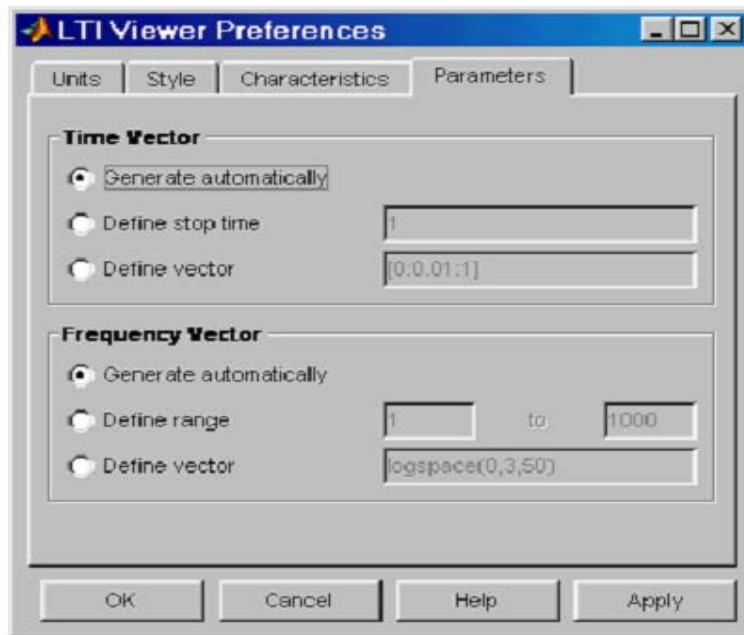 LTI Viewer Preferences
Units Style Characteristics Parameters
Time Vector
Generate automatically
Define stop time 1
Define vector [0:0.01:1]
Frequency Vector
Generate automatically
Define range 1 to 1000
Define vector logspace(0,3,50)
OK Cancel Help Apply